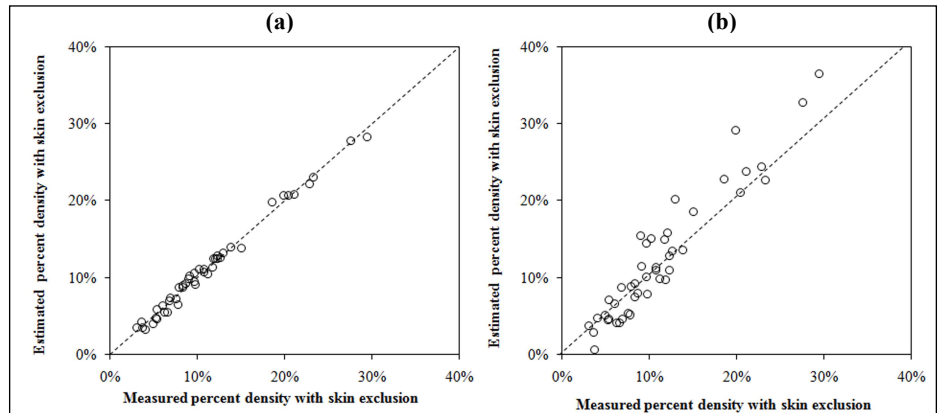 (a)
Estimated percent density with skin exclusion
40%
30%
20%
10%
0%
0% 10% 20% 30% 40%
Measured percent density with skin exclusion
(b)
Estimated percent density with skin exclusion
40%
30%
20%
10%
0%
0% 10% 20% 30% 40%
Measured percent density with skin exclusion